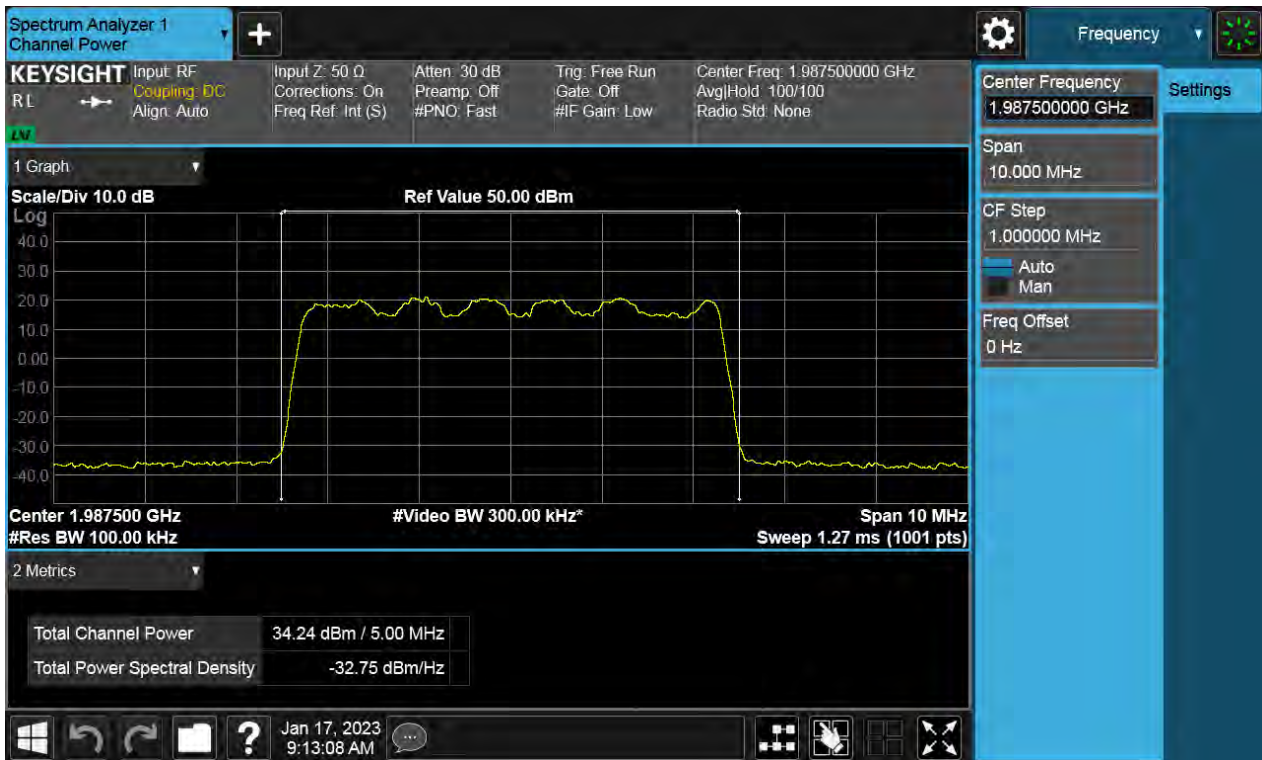 Spectrum Analyzer 1
Channel Power
+
Frequency
KEYSIGHT
RL
Input: RF
Coupling: DC
Align: Auto
Input Z: 50 Ω
Corrections: On
Freq Ref: Int (S)
Atten: 30 dB
Preamp: Off
#PNO: Fast
Trig: Free Run
Gate: Off
#IF Gain: Low
Center Freq: 1.987500000 GHz
Avg|Hold: 100/100
Radio Std: None
Center Frequency
1.987500000 GHz
Settings
Span
10.000 MHz
CF Step
1.000000 MHz
Auto
Man
Freq Offset
0 Hz
1 Graph
Scale/Div 10.0 dB
Ref Value 50.00 dBm
Log
40.0
30.0
20.0
10.0
0.00
-10.0
-20.0
-30.0
-40.0
Center 1.987500 GHz
#Video BW 300.00 kHz*
Span 10 MHz
#Res BW 100.00 kHz
Sweep 1.27 ms (1001 pts)
2 Metrics
Total Channel Power
34.24 dBm / 5.00 MHz
Total Power Spectral Density
-32.75 dBm/Hz
?
Jan 17, 2023
9:13:08 AM